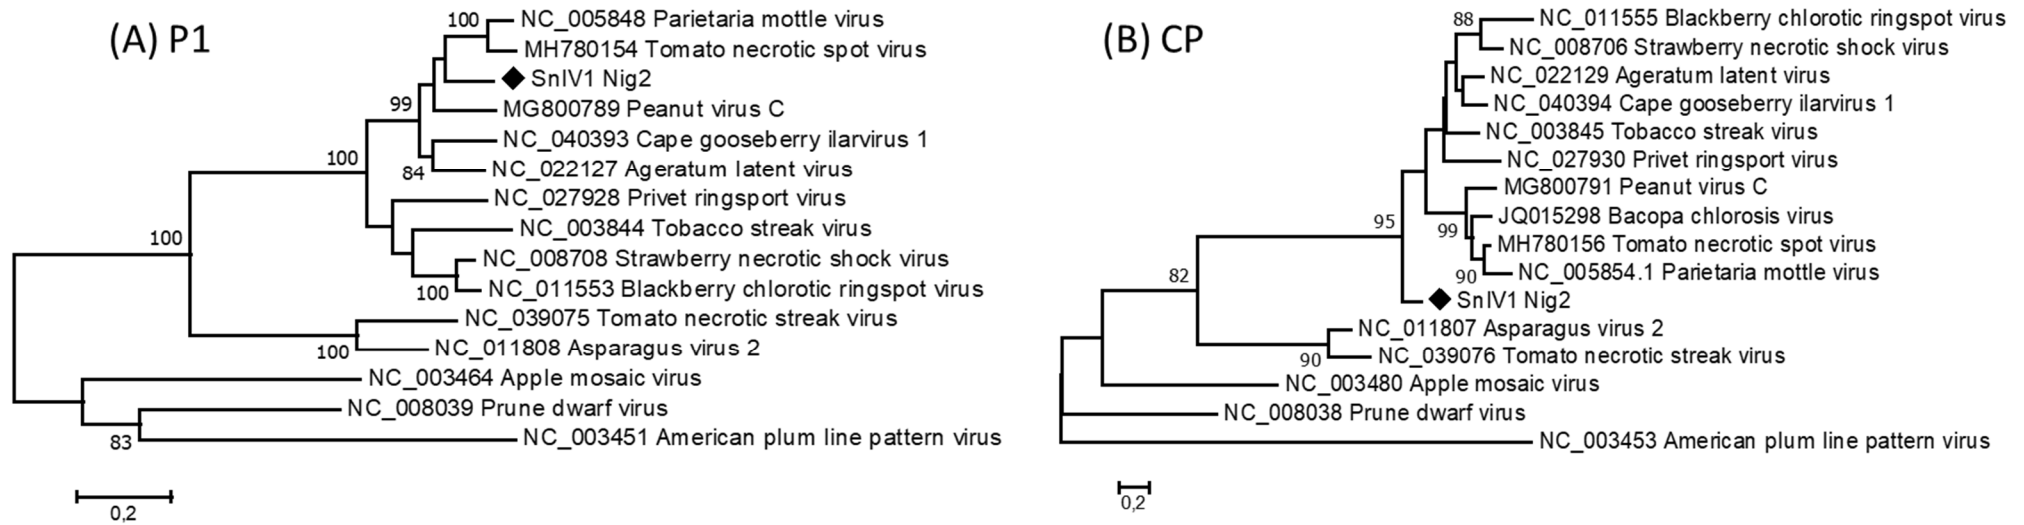 (A) P1
100
NC_005848 Parietaria mottle virus
MH780154 Tomato necrotic spot virus
SnIV1 Nig2
99
MG800789 Peanut virus C
NC_040393 Cape gooseberry ilarvirus 1
100
84
NC_022127 Ageratum latent virus
NC_027928 Privet ringsport virus
NC_003844 Tobacco streak virus
100
NC_008708 Strawberry necrotic shock virus
100
NC_011553 Blackberry chlorotic ringspot virus
NC_039075 Tomato necrotic streak virus
100
NC_011808 Asparagus virus 2
NC_003464 Apple mosaic virus
NC_008039 Prune dwarf virus
83
NC_003451 American plum line pattern virus
0,2
(B) CP
88
NC_011555 Blackberry chlorotic ringspot virus
NC_008706 Strawberry necrotic shock virus
NC_022129 Ageratum latent virus
NC_040394 Cape gooseberry ilarvirus 1
NC_003845 Tobacco streak virus
NC_027930 Privet ringsport virus
MG800791 Peanut virus C
95
JQ015298 Bacopa chlorosis virus
99
MH780156 Tomato necrotic spot virus
82
90
NC_005854.1 Parietaria mottle virus
SnIV1 Nig2
NC_011807 Asparagus virus 2
90
NC_039076 Tomato necrotic streak virus
NC_003480 Apple mosaic virus
NC_008038 Prune dwarf virus
NC_003453 American plum line pattern virus
0,2